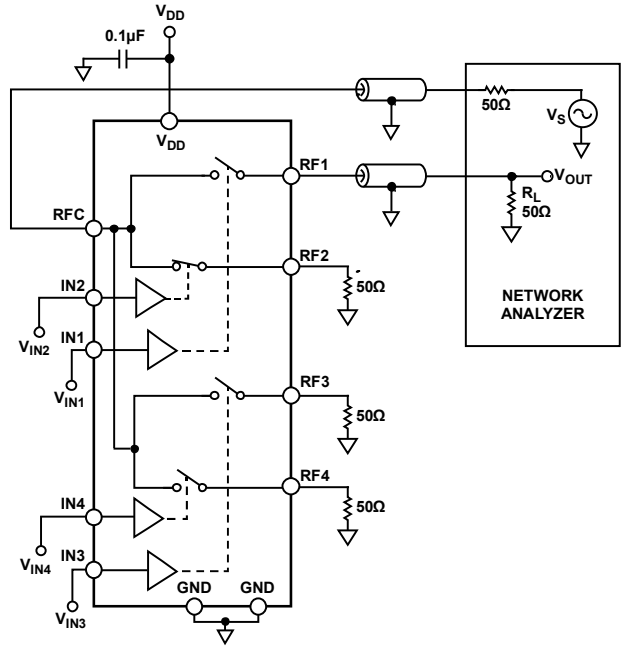 VDD
0.1µF
VDD
50Ω
VS
RF1
VOUT
RL
50Ω
RFC
RF2
50Ω
IN2
VIN2
IN1
VIN1
NETWORK
ANALYZER
RF3
50Ω
RF4
50Ω
IN4
VIN4
IN3
VIN3
GND GND